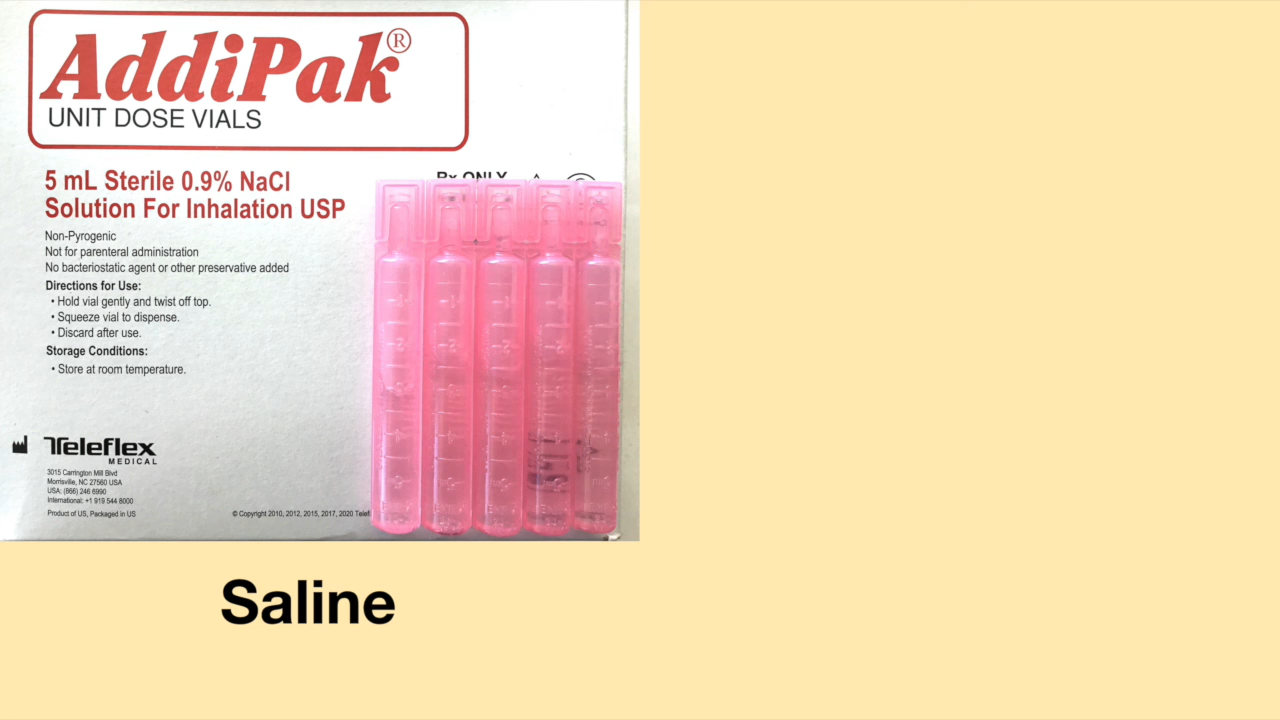 AddiPak®
UNIT DOSE VIALS
5 mL Sterile 0.9% NaCl
Solution For Inhalation USP
Rx ONLY
Non-Pyrogenic
Not for parenteral administration
No bacteriostatic agent or other preservative added
Directions for Use:
• Hold vial gently and twist off top.
• Squeeze vial to dispense.
• Discard after use.
Storage Conditions:
• Store at room temperature.
Teleflex
MEDICAL
3015 Carrington Mill Blvd
Morrisville, NC 27560 USA
USA: (866) 246 6990
International: +1 919 544 8000
Product of US, Packaged in US
© Copyright 2010, 2012, 2015, 2017, 2020 Telef
Saline